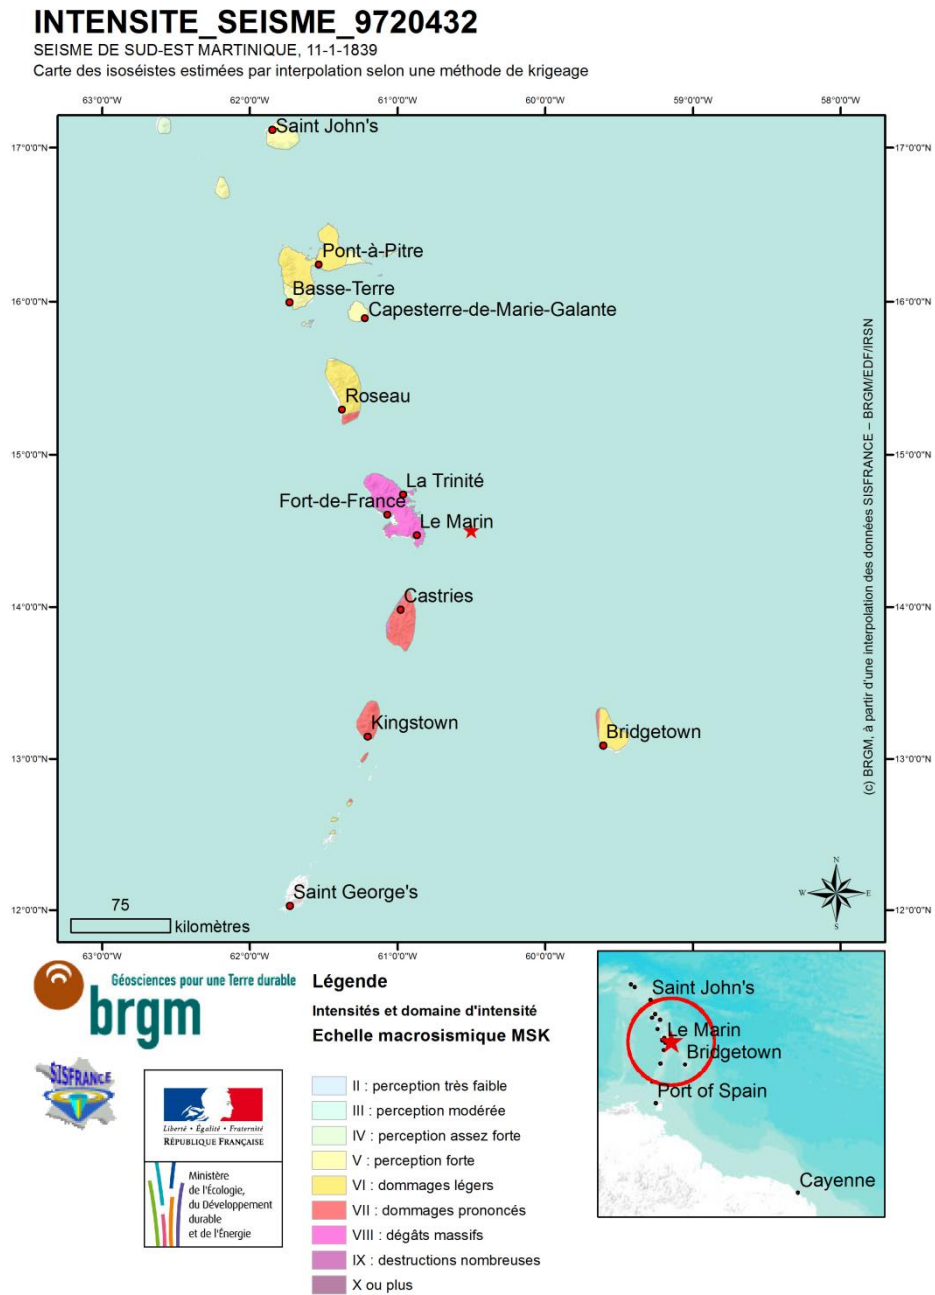 INTENSITE_SEISME_9720432
SEISME DE SUD-EST MARTINIQUE, 11-1-1839
Carte des isoséistes estimées par interpolation selon une méthode de krigeage
63°0'0"W 62°0'0"W 61°0'0"W 60°0'0"W 59°0'0"W 58°0'0"W
Saint John's
17°0'0"N 17°0'0"N
Pont-à-Pitre
Basse-Terre
16°0'0"N 16°0'0"N
Capesterre-de-Marie-Galante
Roseau
15°0'0"N 15°0'0"N
La Trinité
Fort-de-France
Le Marin
14°0'0"N 14°0'0"N
Castries
Kingstown
Bridgetown
13°0'0"N 13°0'0"N
(c) BRGM, à partir d'une interpolation des données SISFRANCE – BRGM/EDF/IRSN
Saint George's
12°0'0"N 12°0'0"N
75
kilomètres
N
W E
S
63°0'0"W 62°0'0"W 61°0'0"W 60°0'0"W
Géosciences pour une Terre durable
brgm
SISFRANCE
Liberté • Égalité • Fraternité
RÉPUBLIQUE FRANÇAISE
Ministère
de l'Écologie,
du Développement
durable
et de l'Énergie
Légende
Intensités et domaine d'intensité
Echelle macrosismique MSK
II : perception très faible
III : perception modérée
IV : perception assez forte
V : perception forte
VI : dommages légers
VII : dommages prononcés
VIII : dégâts massifs
IX : destructions nombreuses
X ou plus
Saint John's
Le Marin
Bridgetown
Port of Spain
Cayenne